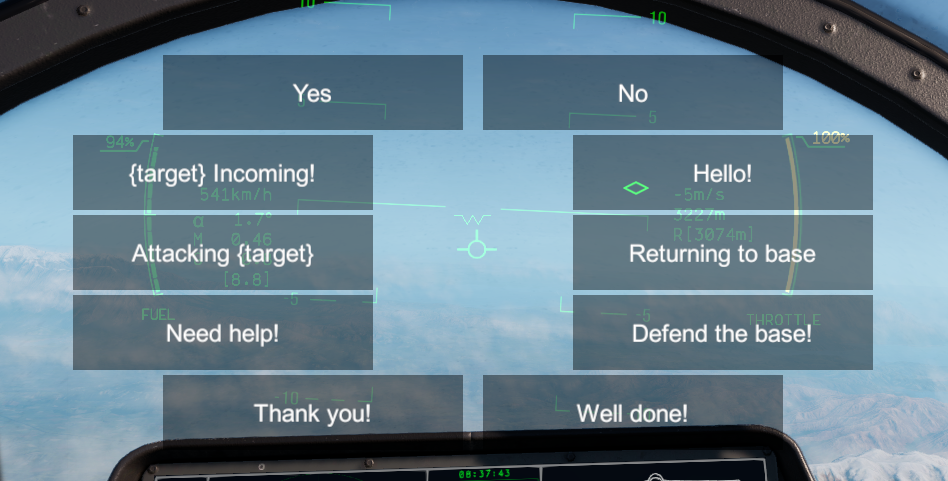 10
10
Yes
No
5
5
94%
100%
{target} Incoming!
Hello!
541km/h
-5m/s
α 1.7°
3227m
M 0.46
R[3074m]
Attacking {target}
Returning to base
[8.8]
-5
-5
FUEL
THROTTLE
Need help!
Defend the base!
-10
Thank you!
Well done!
08:37:43